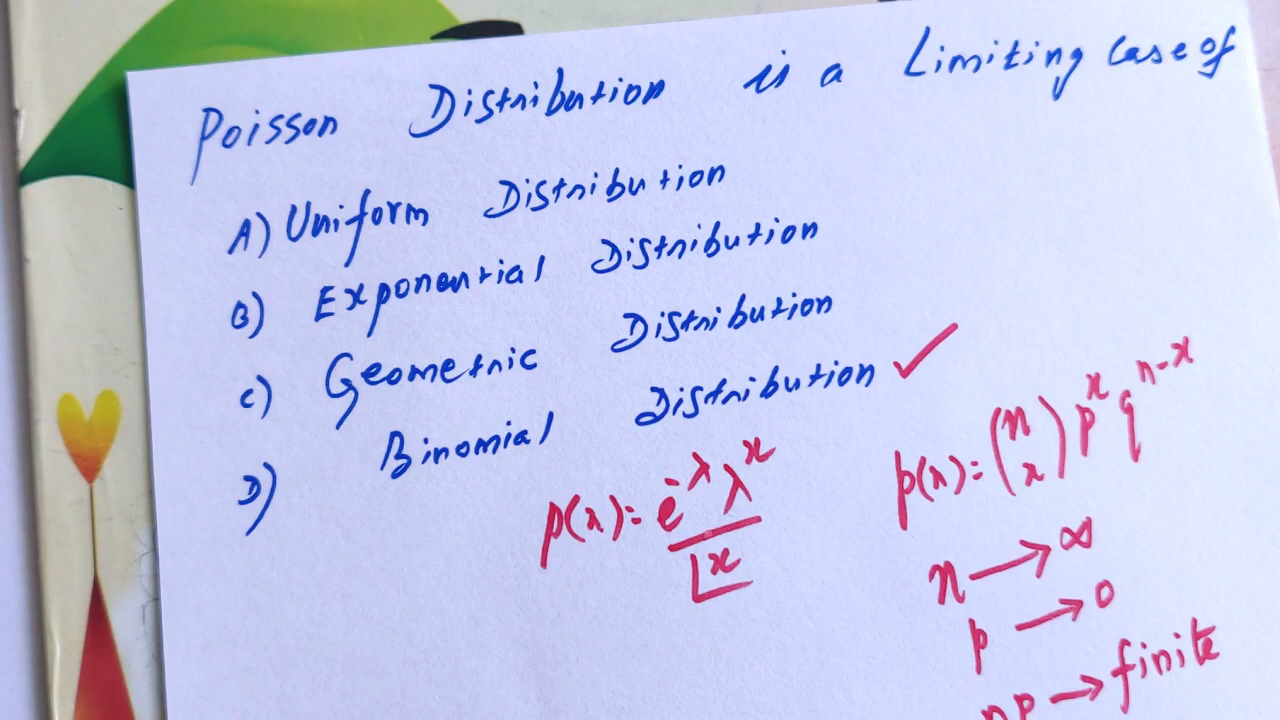 Poisson Distribution is a Limiting Case of
A) Uniform Distribution
B) Exponential Distribution
C) Geometric Distribution
D) Binomial Distribution ✓
p(x) = e^-λ λ^x / ⌊x
p(x) = (n x) p^x q^n-x
n → ∞
p → 0
np → finite